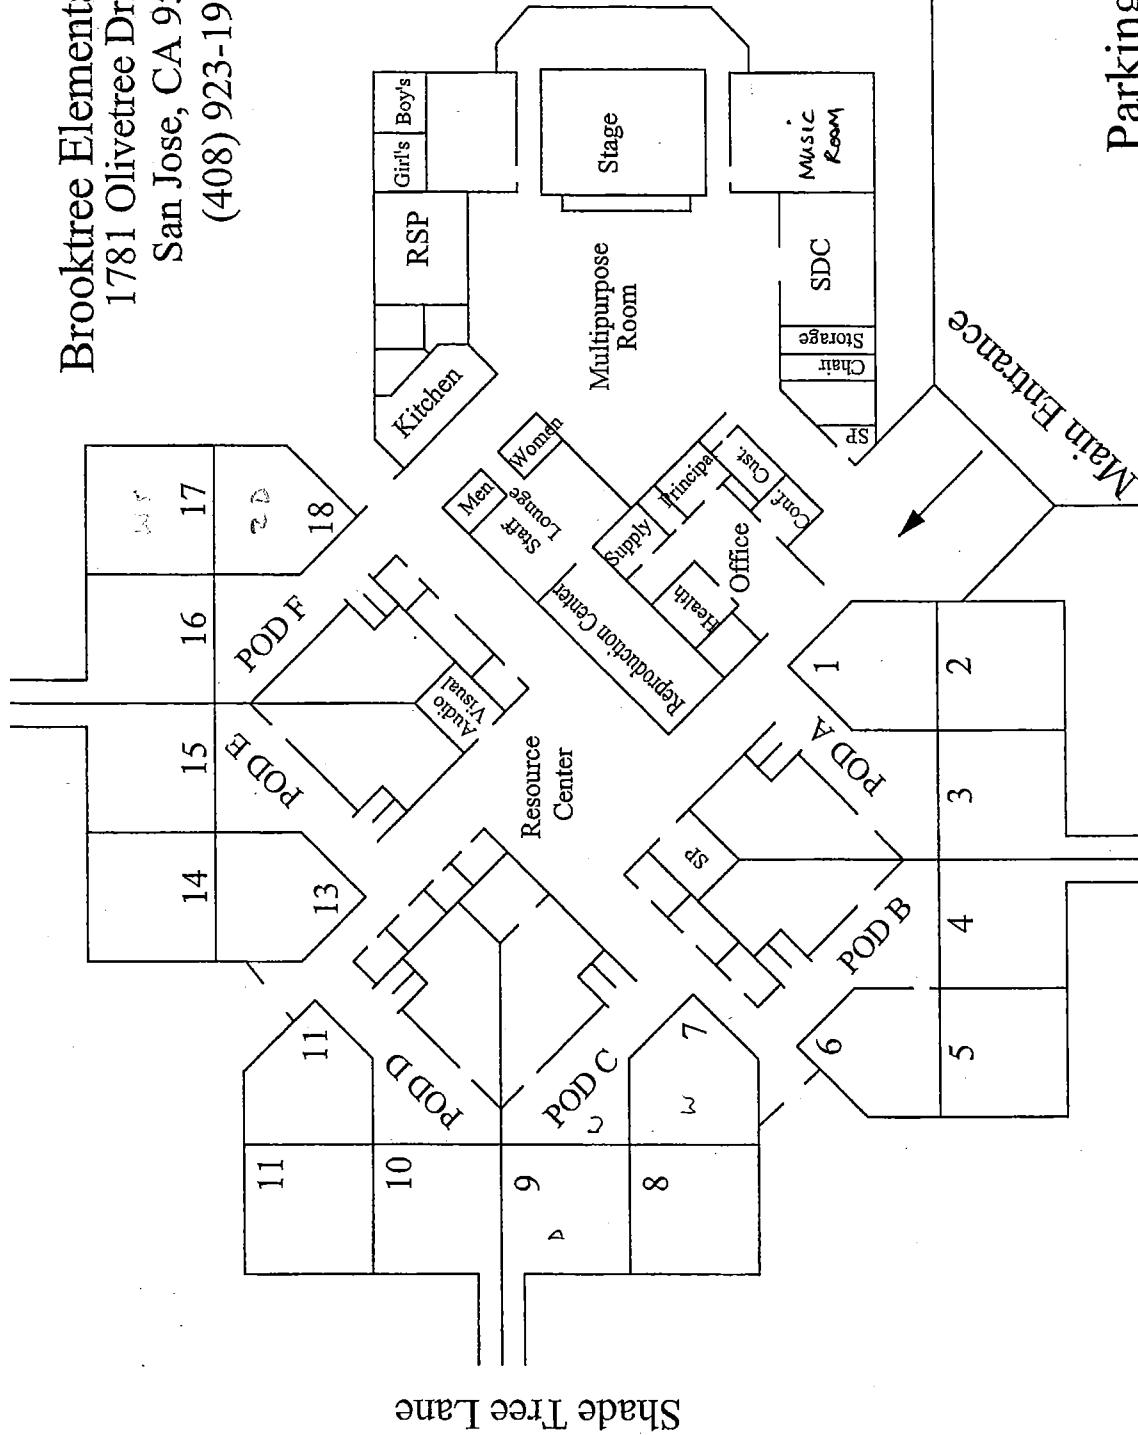 Brooktree Elementa
1781 Olivetree Dr
San Jose, CA 95
(408) 923-19
Parking
Main Entrance
Shade Tree Lane
Girl's
Boy's
RSP
Kitchen
Stage
Music
Room
Multipurpose
Room
SDC
Storage
Chair
SP
Women
Men
Staff
Lounge
Supply
Principal
Cust.
Conf.
Office
Health
Reproduction Center
Audio
Visual
Resource
Center
SP
POD A
1
2
3
POD B
4
5
6
POD C
7
8
9
POD D
10
11
11
POD E
13
14
15
POD F
16
17
18